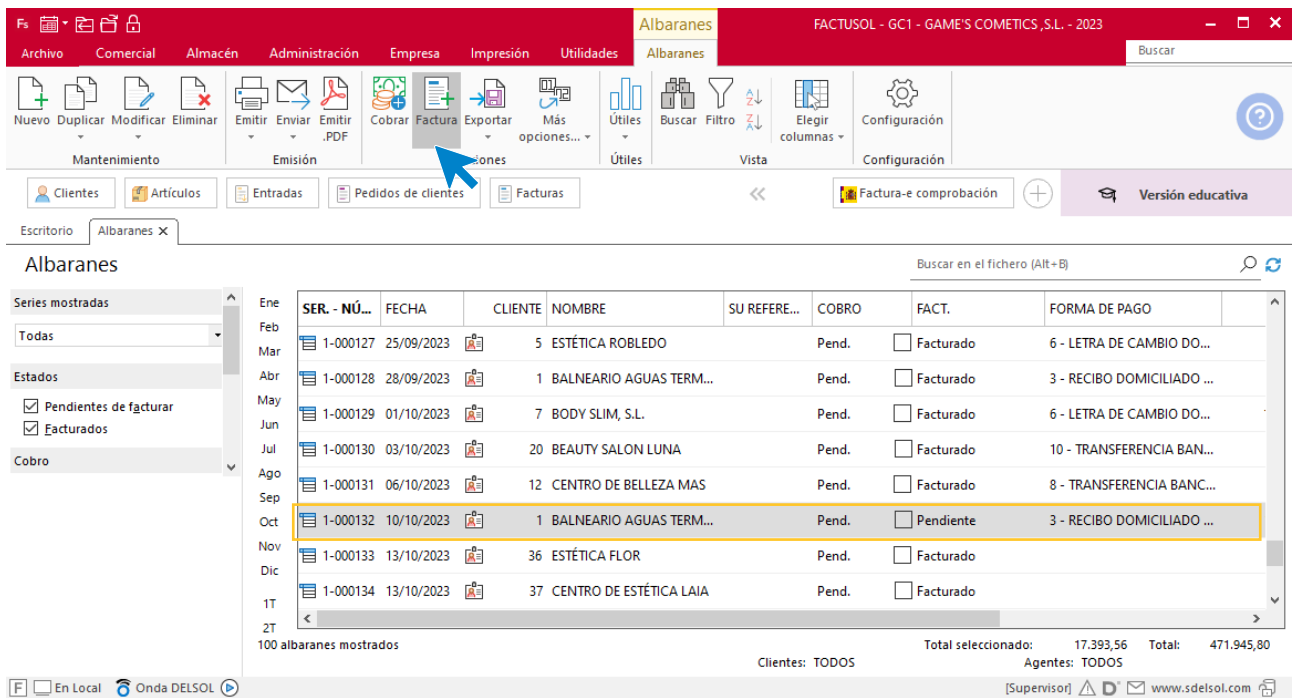 Fs Albaranes FACTUSOL - GC1 - GAME'S COMETICS ,S.L. - 2023
Archivo Comercial Almacén Administración Empresa Impresión Utilidades Albaranes Buscar
Nuevo Duplicar Modificar Eliminar Emitir Enviar Emitir .PDF Cobrar Factura Exportar Más opciones... Útiles Buscar Filtro Elegir columnas Configuración
Mantenimiento Emisión Útiles Vista Configuración
Clientes Artículos Entradas Pedidos de clientes Facturas Factura-e comprobación Versión educativa
Escritorio Albaranes
Albaranes Buscar en el fichero (Alt+B)
Series mostradas
Todas
Estados
Pendientes de facturar
Facturados
Cobro
Ene
Feb
Mar
Abr
May
Jun
Jul
Ago
Sep
Oct
Nov
Dic
1T
2T
SER. - NÚ... FECHA CLIENTE NOMBRE SU REFERE... COBRO FACT. FORMA DE PAGO
1-000127 25/09/2023 5 ESTÉTICA ROBLEDO Pend. Facturado 6 - LETRA DE CAMBIO DO...
1-000128 28/09/2023 1 BALNEARIO AGUAS TERM... Pend. Facturado 3 - RECIBO DOMICILIADO ...
1-000129 01/10/2023 7 BODY SLIM, S.L. Pend. Facturado 6 - LETRA DE CAMBIO DO...
1-000130 03/10/2023 20 BEAUTY SALON LUNA Pend. Facturado 10 - TRANSFERENCIA BAN...
1-000131 06/10/2023 12 CENTRO DE BELLEZA MAS Pend. Facturado 8 - TRANSFERENCIA BANC...
1-000132 10/10/2023 1 BALNEARIO AGUAS TERM... Pend. Pendiente 3 - RECIBO DOMICILIADO ...
1-000133 13/10/2023 36 ESTÉTICA FLOR Pend. Facturado
1-000134 13/10/2023 37 CENTRO DE ESTÉTICA LAIA Pend. Facturado
100 albaranes mostrados Total seleccionado: 17.393,56 Total: 471.945,80
Clientes: TODOS Agentes: TODOS
F En Local Onda DELSOL [Supervisor] D www.sdelsol.com